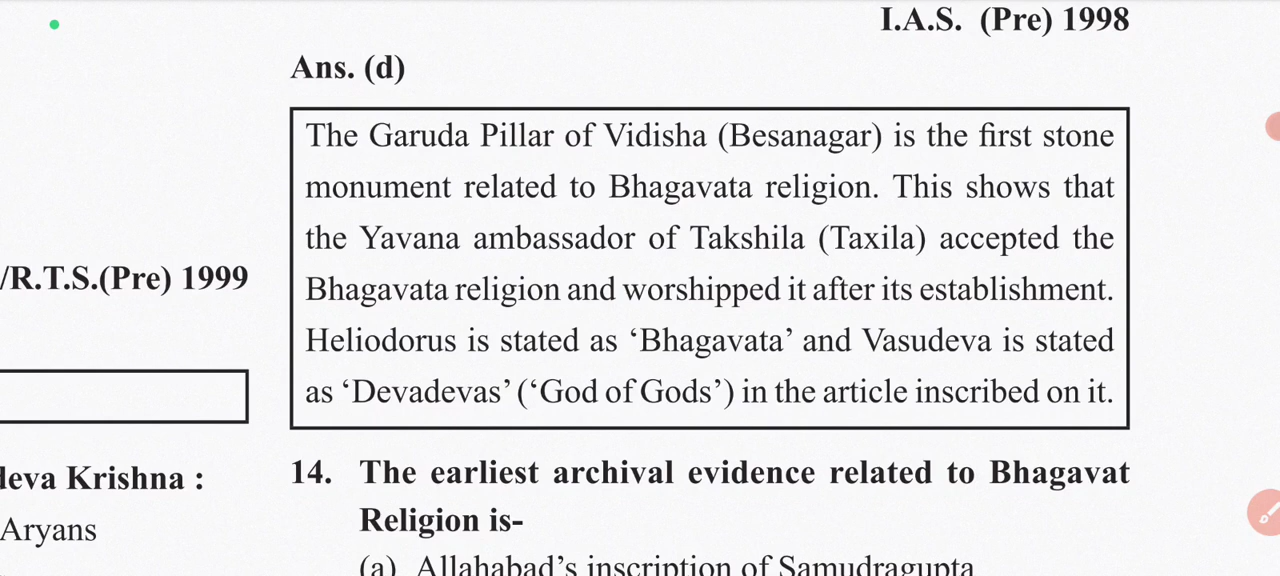 I.A.S. (Pre) 1998
Ans. (d)
The Garuda Pillar of Vidisha (Besanagar) is the first stone
monument related to Bhagavata religion. This shows that
the Yavana ambassador of Takshila (Taxila) accepted the
Bhagavata religion and worshipped it after its establishment.
Heliodorus is stated as ‘Bhagavata’ and Vasudeva is stated
as ‘Devadevas’ (‘God of Gods’) in the article inscribed on it.
/R.T.S.(Pre) 1999
deva Krishna :
Aryans
14. The earliest archival evidence related to Bhagavat
Religion is-
(a) Allahabad’s inscription of Samudragupta